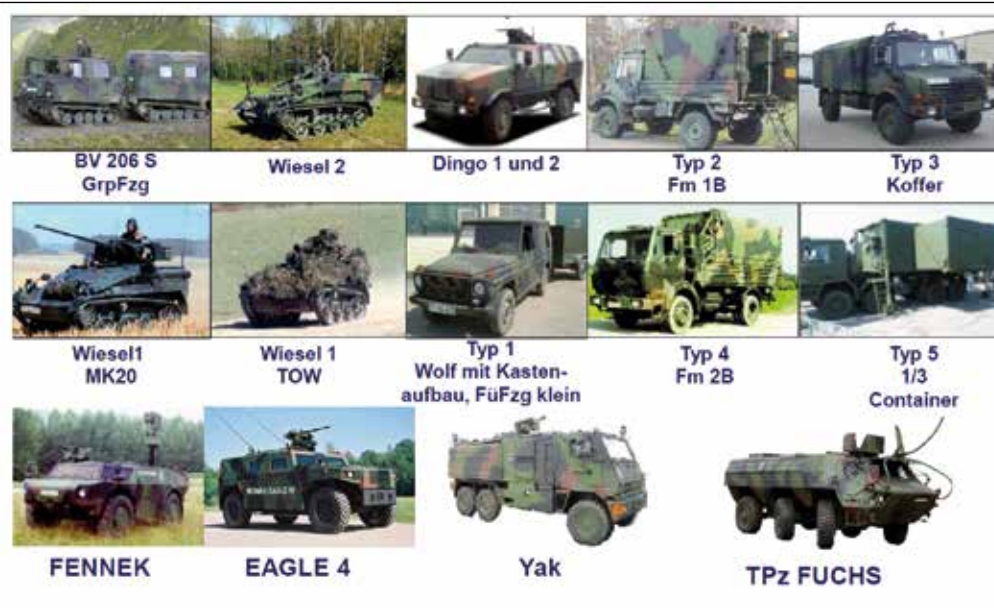 BV 206 S
GrpFzg
Wiesel 2
Dingo 1 und 2
Typ 2
Fm 1B
Typ 3
Koffer
Wiesel1
MK20
Wiesel 1
TOW
Typ 1
Wolf mit Kasten-
aufbau, FüFzg klein
Typ 4
Fm 2B
Typ 5
1/3
Container
FENNEK
EAGLE 4
Yak
TPz FUCHS